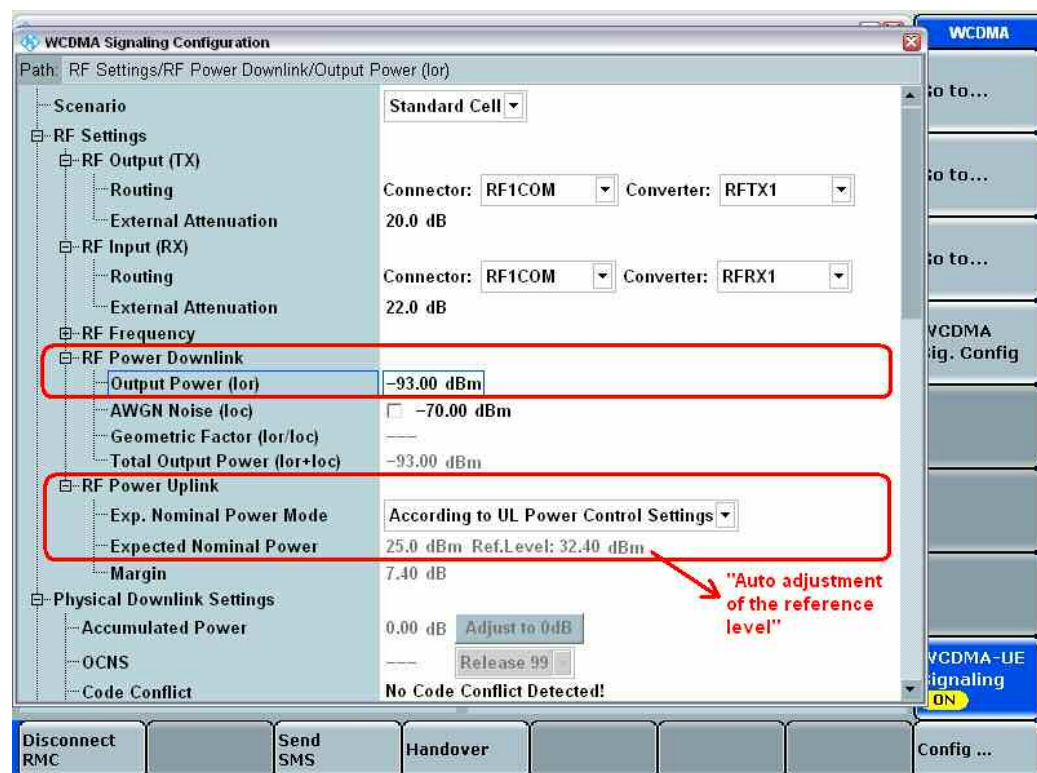 WCDMA Signaling Configuration
WCDMA
Path: RF Settings/RF Power Downlink/Output Power (Ior)
Scenario Standard Cell
RF Settings
RF Output (TX)
Routing Connector: RF1COM Converter: RFTX1
External Attenuation 20.0 dB
RF Input (RX)
Routing Connector: RF1COM Converter: RFRX1
External Attenuation 22.0 dB
RF Frequency
RF Power Downlink
Output Power (Ior) -93.00 dBm
AWGN Noise (Ioc) -70.00 dBm
Geometric Factor (Ior/Ioc) ---
Total Output Power (Ior+Ioc) -93.00 dBm
RF Power Uplink
Exp. Nominal Power Mode According to UL Power Control Settings
Expected Nominal Power 25.0 dBm Ref.Level: 32.40 dBm
Margin 7.40 dB
"Auto adjustment
of the reference
level"
Physical Downlink Settings
Accumulated Power 0.00 dB Adjust to 0dB
OCNS --- Release 99
Code Conflict No Code Conflict Detected!
o to...
o to...
o to...
WCDMA
ig. Config
WCDMA-UE
ignaling
ON
Disconnect
RMC
Send
SMS
Handover
Config ...